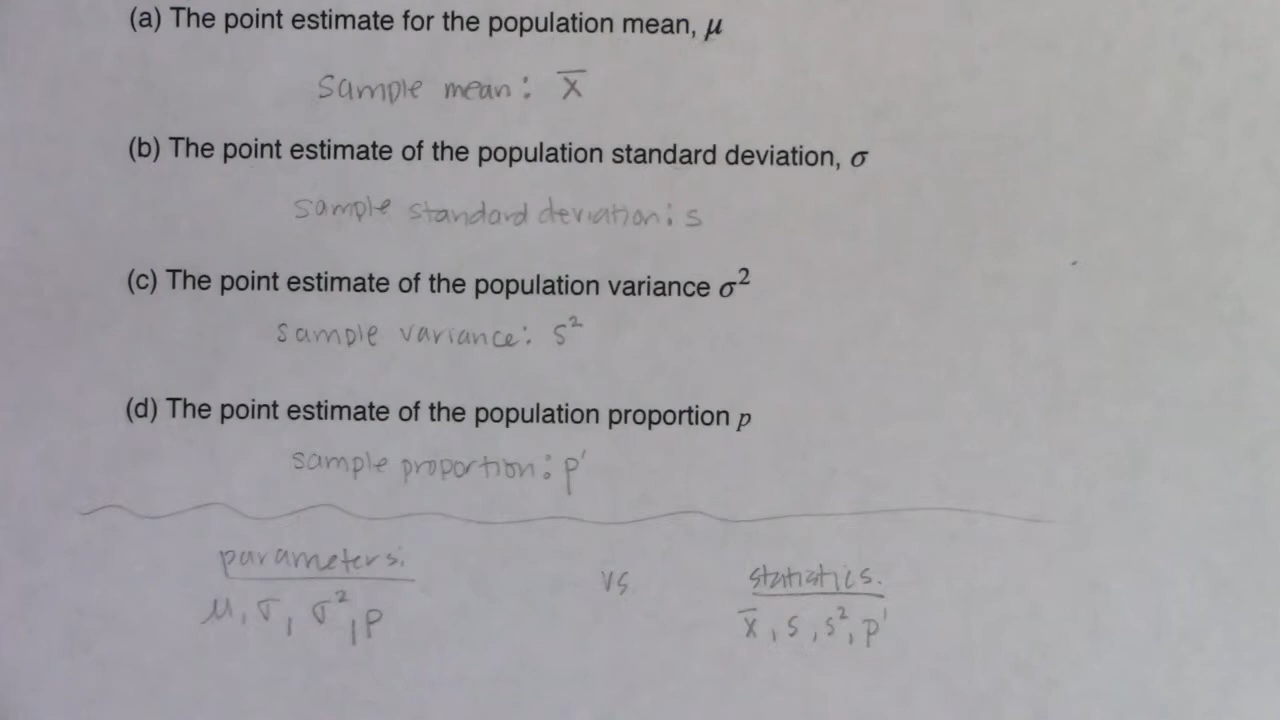 (a) The point estimate for the population mean, μ
sample mean: x̅
(b) The point estimate of the population standard deviation, σ
sample standard deviation: s
(c) The point estimate of the population variance σ²
sample variance: s²
(d) The point estimate of the population proportion p
sample proportion: p'
parameters: vs. statistics.
μ, σ, σ², p x̅, s, s², p'